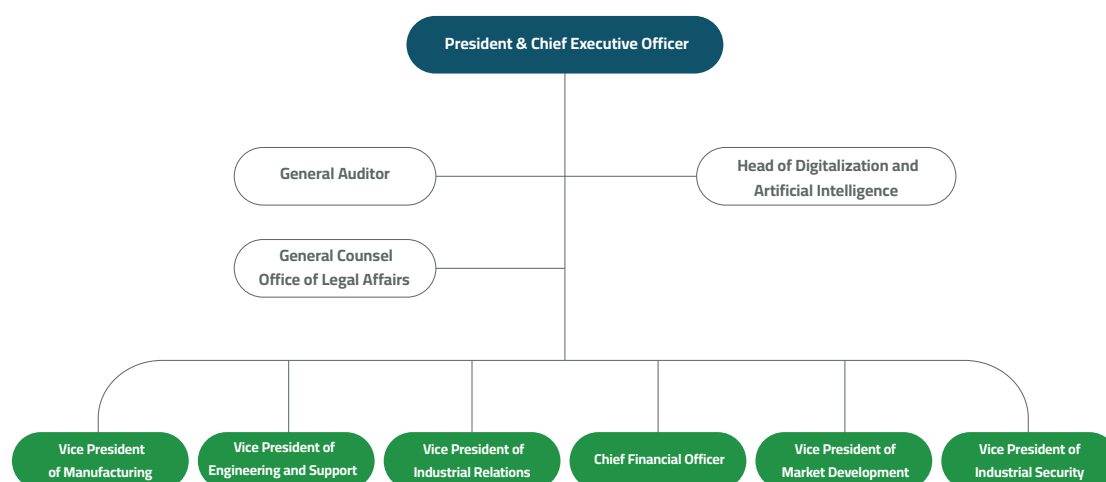 President & Chief Executive Officer
General Auditor
Head of Digitalization and
Artificial Intelligence
General Counsel
Office of Legal Affairs
Vice President
of Manufacturing
Vice President of
Engineering and Support
Vice President of
Industrial Relations
Chief Financial Officer
Vice President of
Market Development
Vice President of
Industrial Security